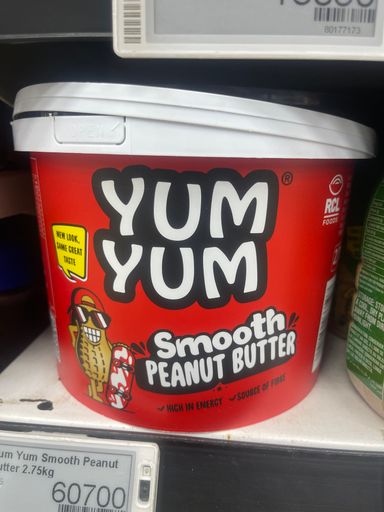 80177173
YUM
YUM
®
RCL
FOODS
NEW LOOK,
SAME GREAT
TASTE
Smooth
PEANUT BUTTER
✓HIGH IN ENERGY ✓SOURCE OF FIBRE
um Yum Smooth Peanut
utter 2.75kg
60700